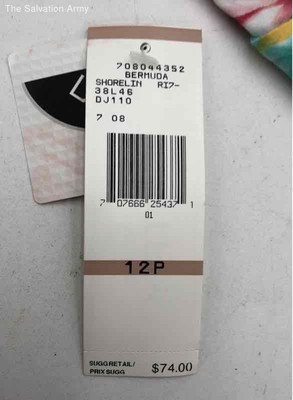 The Salvation Army
708044352
BERMUDA
SHORELIN RI7-
38L46
DJ110
7 08
7 07666 25437 1
01
12P
SUGG RETAIL/
PRIX SUGG $74.00